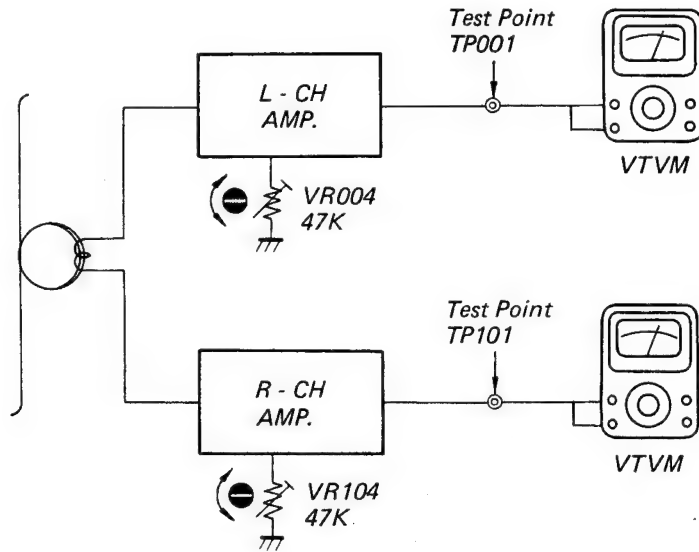 Test Point
TP001
L - CH
AMP.
VR004
47K
VTVM
Test Point
TP101
R - CH
AMP.
VR104
47K
VTVM